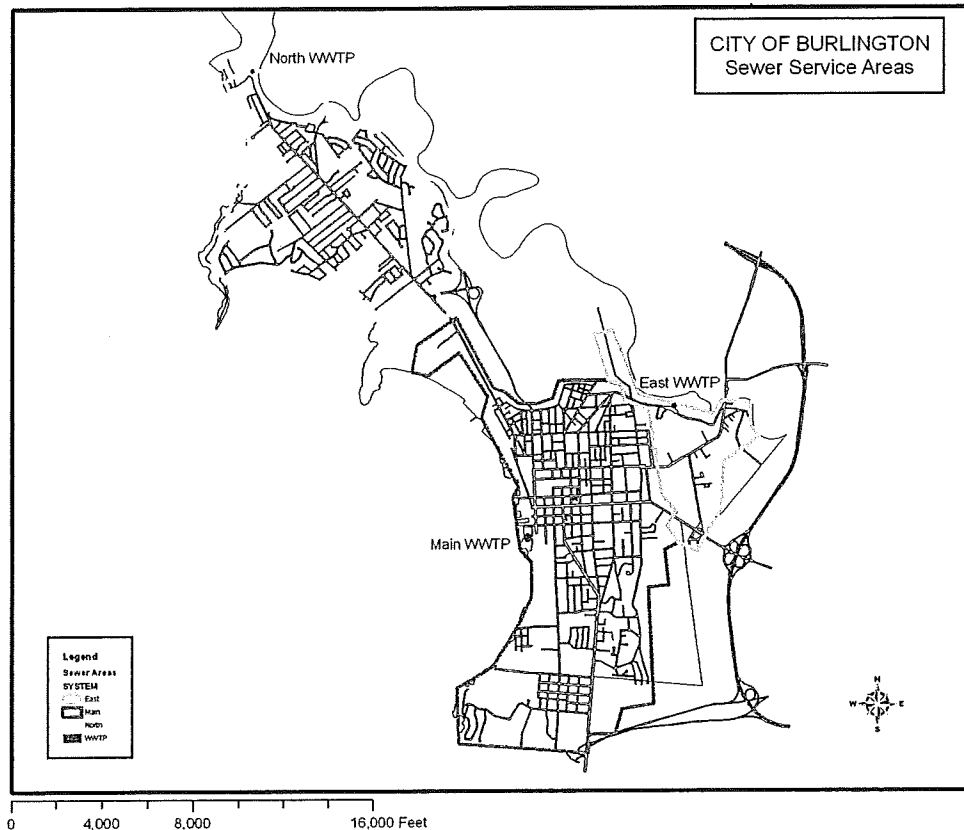 CITY OF BURLINGTON
Sewer Service Areas
North WWTP
East WWTP
Main WWTP
Legend
Sewer Areas
SYSTEM
East
Main
North
WWTP
N
W E
S
0 4,000 8,000 16,000 Feet